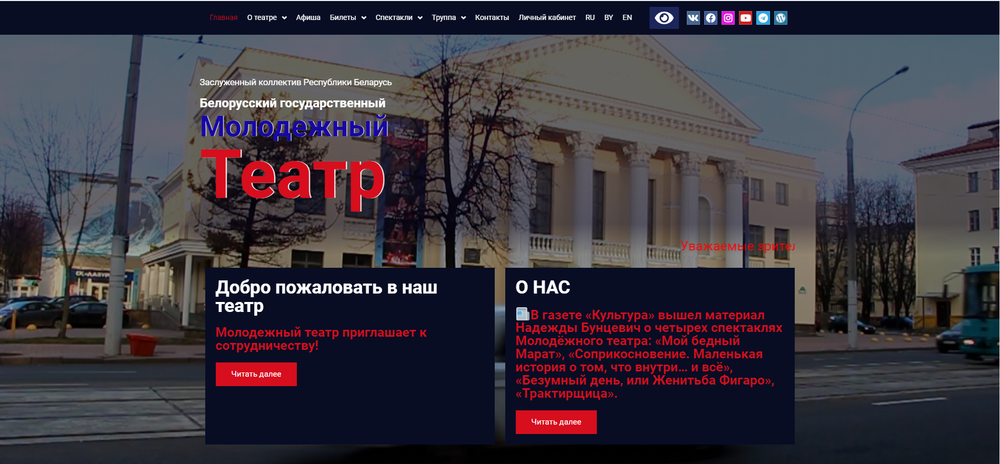 Главная О театре Афиша Билеты Спектакли Труппа Контакты Личный кабинет RU BY EN
Заслуженный коллектив Республики Беларусь
Белорусский государственный
Молодежный
Театр
Уважаемые
Добро пожаловать в наш
театр
Молодежный театр приглашает к
сотрудничеству!
Читать далее
О НАС
В газете «Культура» вышел материал
Надежды Бунцевич о четырех спектаклях
Молодёжного театра: «Мой бедный
Марат», «Соприкосновение. Маленькая
история о том, что внутри... и всё»,
«Безумный день, или Женитьба Фигаро»,
«Трактирщица».
Читать далее